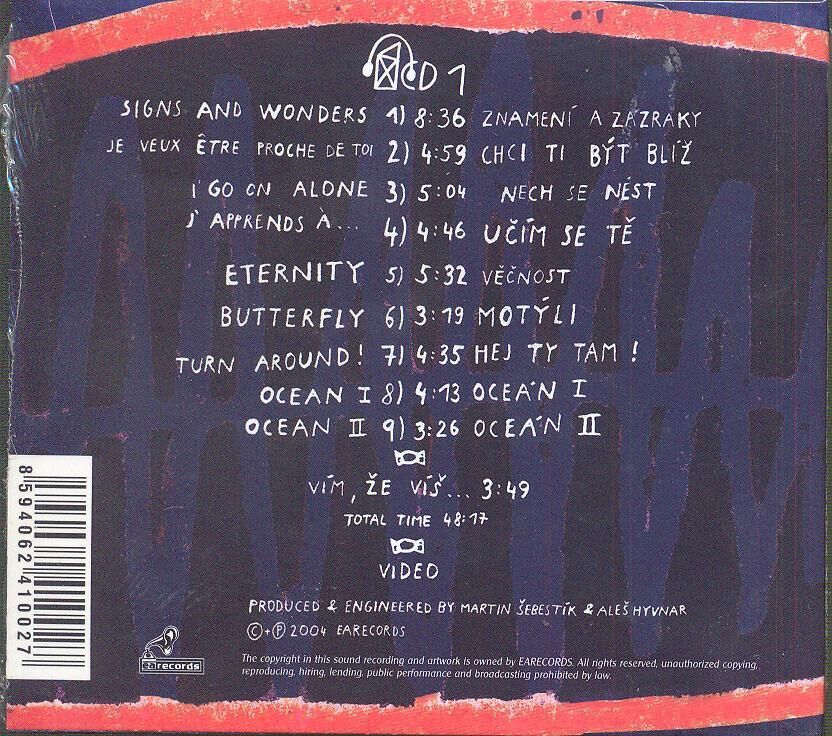 CD 1
SIGNS AND WONDERS 1) 8:36 ZNAMENÍ A ZÁZRAKY
JE VEUX ÊTRE PROCHE DE TOI 2) 4:59 CHCI TI BÝT BLÍŽ
I GO ON ALONE 3) 5:04 NECH SE NÉST
J'APPRENDS À... 4) 4:46 UČÍM SE TĚ
ETERNITY 5) 5:32 VĚČNOST
BUTTERFLY 6) 3:19 MOTÝLI
TURN AROUND! 7) 4:35 HEJ TY TAM!
OCEAN I 8) 4:13 OCEÁN I
OCEAN II 9) 3:26 OCEÁN II
VÍM, ŽE VÍŠ... 3:49
TOTAL TIME 48:17
VIDEO
PRODUCED & ENGINEERED BY MARTIN ŠEBESTÍK & ALEŠ HYVNAR
©+℗ 2004 EARECORDS
The copyright in this sound recording and artwork is owned by EARECORDS. All rights reserved, unauthorized copying,
reproducing, hiring, lending, public performance and broadcasting prohibited by law.
earecords
8 594062 410027